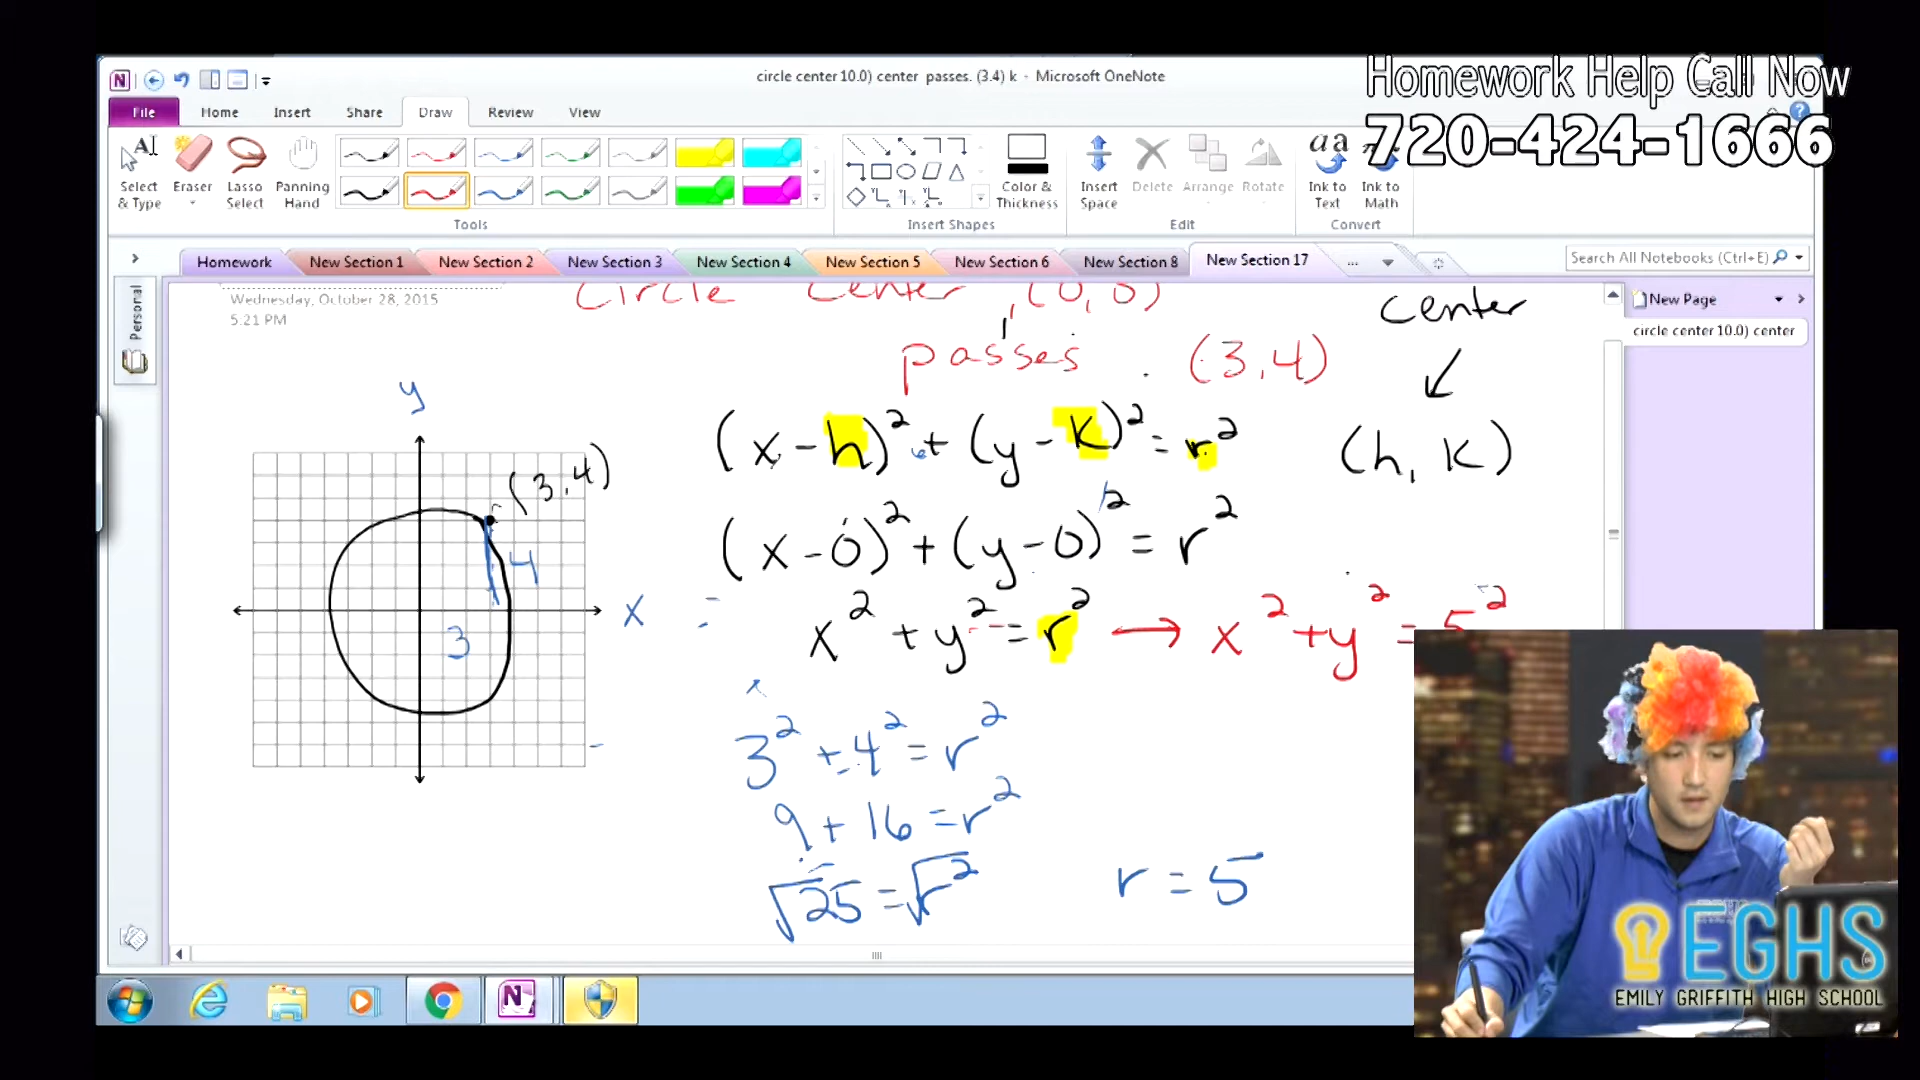 circle center 10.0) center passes. (3.4) k - Microsoft OneNote
Homework Help Call Now
720-424-1666
File Home Insert Share Draw Review View
Select & Type
Eraser
Lasso Select
Panning Hand
Color & Thickness
Insert Space
Delete
Arrange
Rotate
Ink to Text
Ink to Math
Tools
Insert Shapes
Edit
Convert
Homework New Section 1 New Section 2 New Section 3 New Section 4 New Section 5 New Section 6 New Section 8 New Section 17 ...
Search All Notebooks (Ctrl+E)
Personal
New Page
circle center 10.0) center
Wednesday, October 28, 2015
5:21 PM
Circle Center (0,0)
passes (3,4)
center
(h, k)
y
(3,4)
4
3
x
(x-h)²+(y-k)²=r²
(x-0)²+(y-0)²=r²
x²+y²=r² → x²+y²=5²
3²+4²=r²
9+16=r²
√25=√r²
r=5
EGHS
EMILY GRIFFITH HIGH SCHOOL